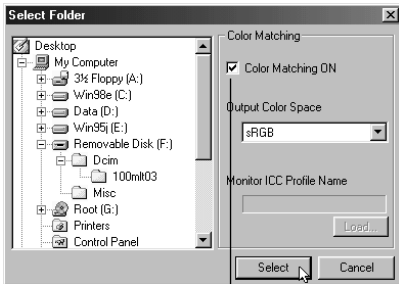 Select Folder
Desktop
My Computer
3½ Floppy (A:)
Win98e (C:)
Data (D:)
Win95j (E:)
Removable Disk (F:)
Dcim
100mlt03
Misc
Root (G:)
Printers
Control Panel
Color Matching
Color Matching ON
Output Color Space
sRGB
Monitor ICC Profile Name
Load...
Select
Cancel